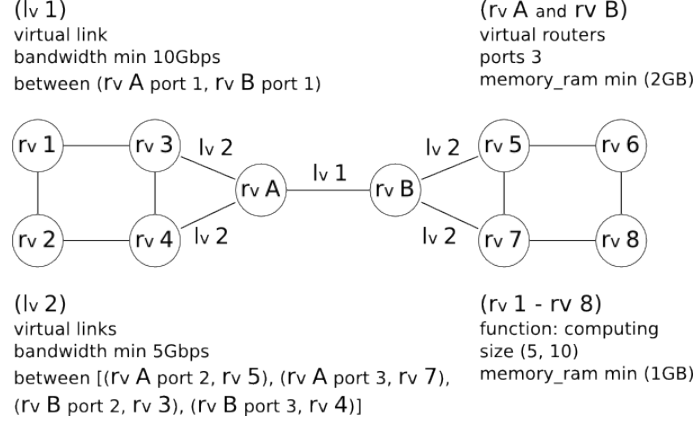 (lv 1)
virtual link
bandwidth min 10Gbps
between (rv A port 1, rv B port 1)
(rv A and rv B)
virtual routers
ports 3
memory_ram min (2GB)
rv 1
rv 3
lv 2
rv A
lv 1
rv B
lv 2
rv 5
rv 6
rv 2
rv 4
lv 2
lv 2
rv 7
rv 8
(lv 2)
virtual links
bandwidth min 5Gbps
between [(rv A port 2, rv 5), (rv A port 3, rv 7),
(rv B port 2, rv 3), (rv B port 3, rv 4)]
(rv 1 - rv 8)
function: computing
size (5, 10)
memory_ram min (1GB)